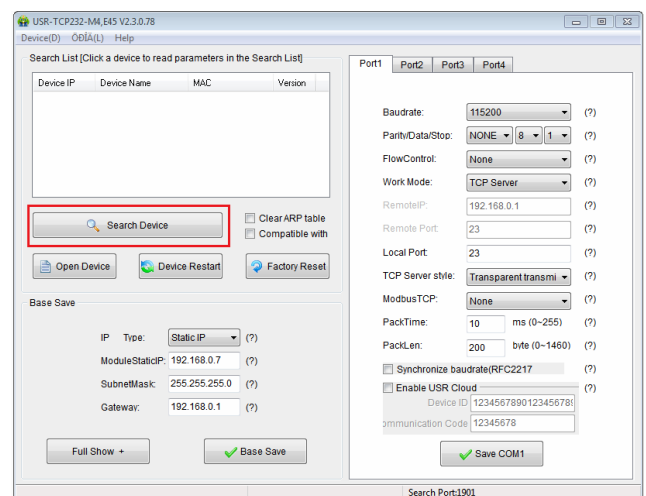 USR-TCP232-M4,E45 V2.3.0.78
Device(D) ÓïÑÔ(L) Help
Search List [Click a device to read parameters in the Search List]
Device IP Device Name MAC Version
Search Device
Clear ARP table
Compatible with
Open Device Device Restart Factory Reset
Base Save
IP Type: Static IP (?)
ModuleStaticIP: 192.168.0.7 (?)
SubnetMask: 255.255.255.0 (?)
Gateway: 192.168.0.1 (?)
Full Show + Base Save
Port1 Port2 Port3 Port4
Baudrate: 115200 (?)
Parity/Data/Stop: NONE 8 1 (?)
FlowControl: None (?)
Work Mode: TCP Server (?)
RemoteIP: 192.168.0.1
Remote Port: 23
Local Port 23 (?)
TCP Server style: Transparent transmi (?)
ModbusTCP: None (?)
PackTime: 10 ms (0~255) (?)
PackLen: 200 byte (0~1460) (?)
Synchronize baudrate(RFC2217 (?)
Enable USR Cloud (?)
Device ID 1234567890123456789
ommunication Code 12345678
Save COM1
Search Port:1901